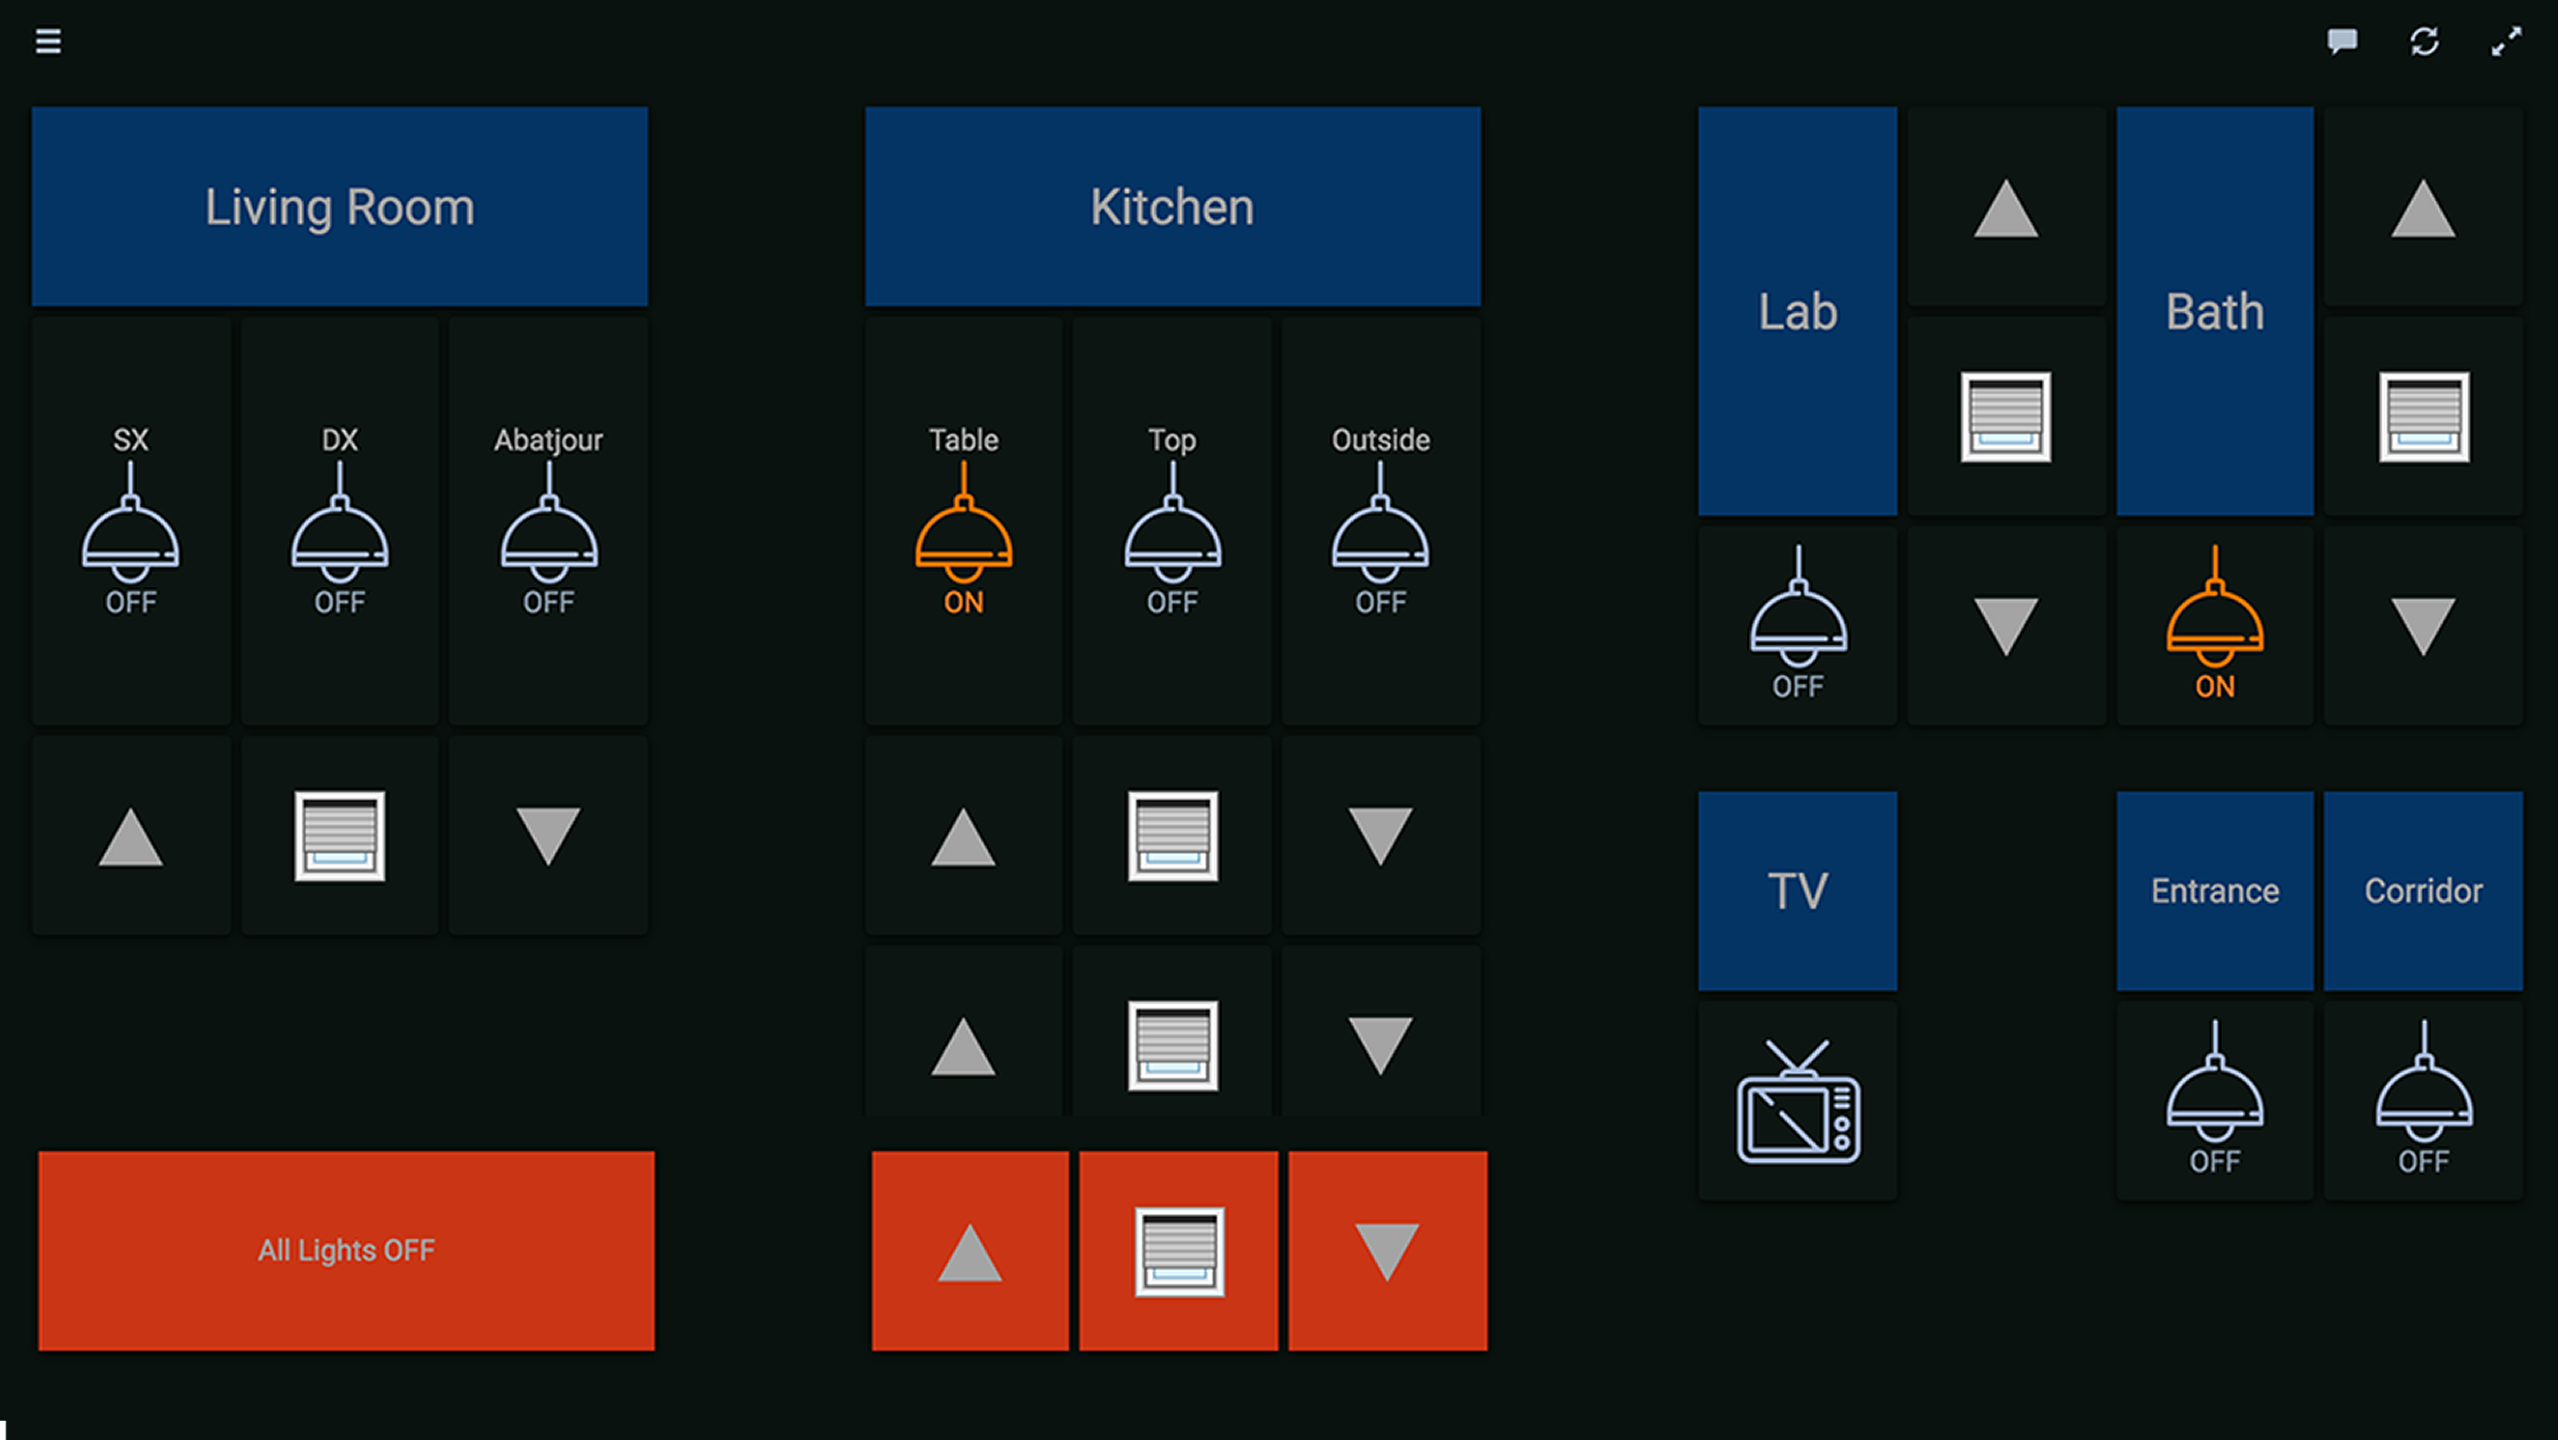 Living Room
SX
DX
Abatjour
OFF
OFF
OFF
All Lights OFF
Kitchen
Table
Top
Outside
ON
OFF
OFF
Lab
Bath
OFF
ON
TV
Entrance
Corridor
OFF
OFF